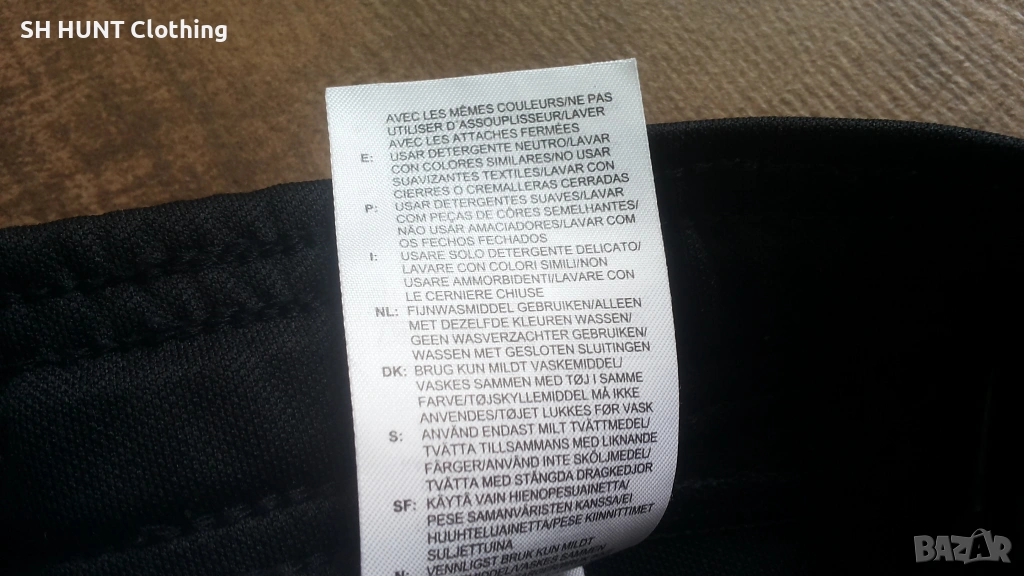 SH HUNT Clothing
AVEC LES MÊMES COULEURS/NE PAS
UTILISER D'ASSOUPLISSEUR/LAVER
AVEC LES ATTACHES FERMÉES
E: USAR DETERGENTE NEUTRO/LAVAR
CON COLORES SIMILARES/NO USAR
SUAVIZANTES TEXTILES/LAVAR CON
CIERRES O CREMALLERAS CERRADAS
P: USAR DETERGENTES SUAVES/LAVAR
COM PEÇAS DE CÔRES SEMELHANTES/
NÃO USAR AMACIADORES/LAVAR COM
OS FECHOS FECHADOS
I: USARE SOLO DETERGENTE DELICATO/
LAVARE CON COLORI SIMILI/NON
USARE AMMORBIDENTI/LAVARE CON
LE CERNIERE CHIUSE
NL: FIJNWASMIDDEL GEBRUIKEN/ALLEEN
MET DEZELFDE KLEUREN WASSEN/
GEEN WASVERZACHTER GEBRUIKEN/
WASSEN MET GESLOTEN SLUITINGEN
DK: BRUG KUN MILDT VASKEMIDDEL/
VASKES SAMMEN MED TØJ I SAMME
FARVE/TØJSKYLLEMIDDEL MÅ IKKE
ANVENDES/TØJET LUKKES FØR VASK
S: ANVÄND ENDAST MILT TVÄTTMEDEL/
TVÄTTA TILLSAMMANS MED LIKNANDE
FÄRGER/ANVÄND INTE SKÖLJMEDEL/
TVÄTTA MED STÄNGDA DRAGKEDJOR
SF: KÄYTÄ VAIN HIENOPESUAINETTA/
PESE SAMANVÄRISTEN KANSSA/EI
HUUHTELUAINETTA/PESE KIINNITTIMET
SULJETTUINA
N: VENNLIGST BRUK KUN MILDT
SAMMEN
BAZAR